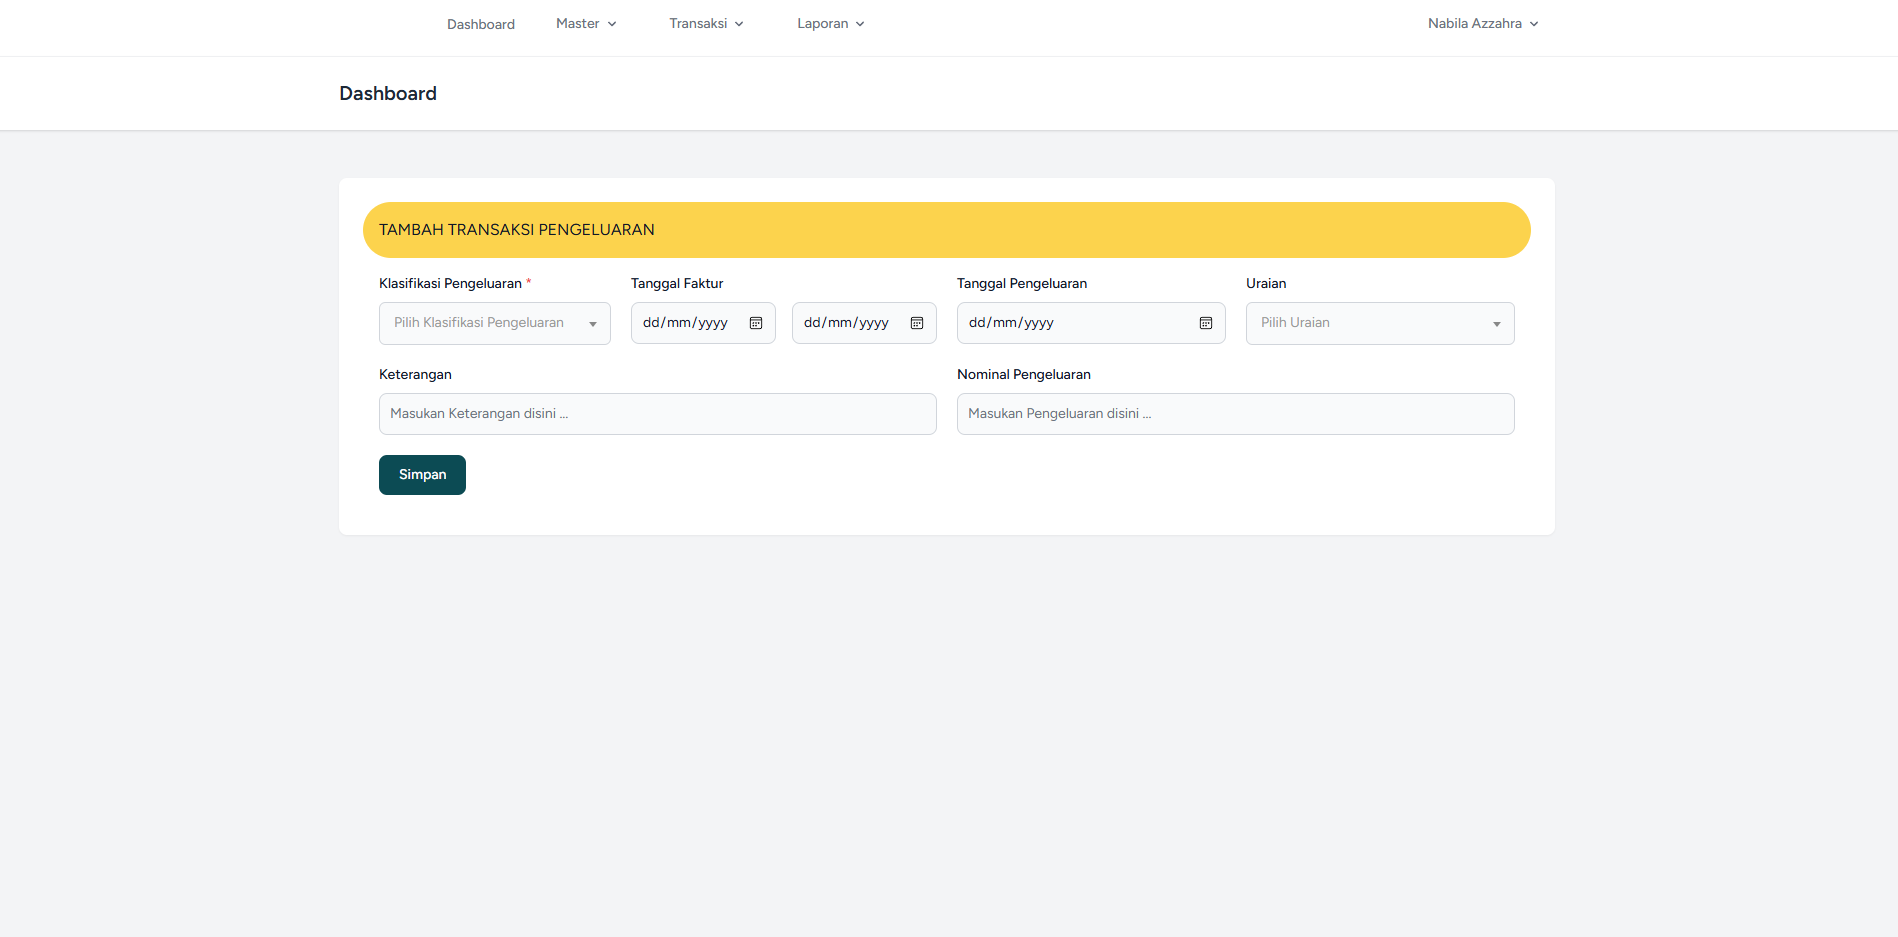 Dashboard Master Transaksi Laporan Nabila Azzahra
Dashboard
TAMBAH TRANSAKSI PENGELUARAN
Klasifikasi Pengeluaran * Tanggal Faktur Tanggal Pengeluaran Uraian
Pilih Klasifikasi Pengeluaran dd/mm/yyyy dd/mm/yyyy dd/mm/yyyy Pilih Uraian
Keterangan Nominal Pengeluaran
Masukan Keterangan disini ... Masukan Pengeluaran disini ...
Simpan